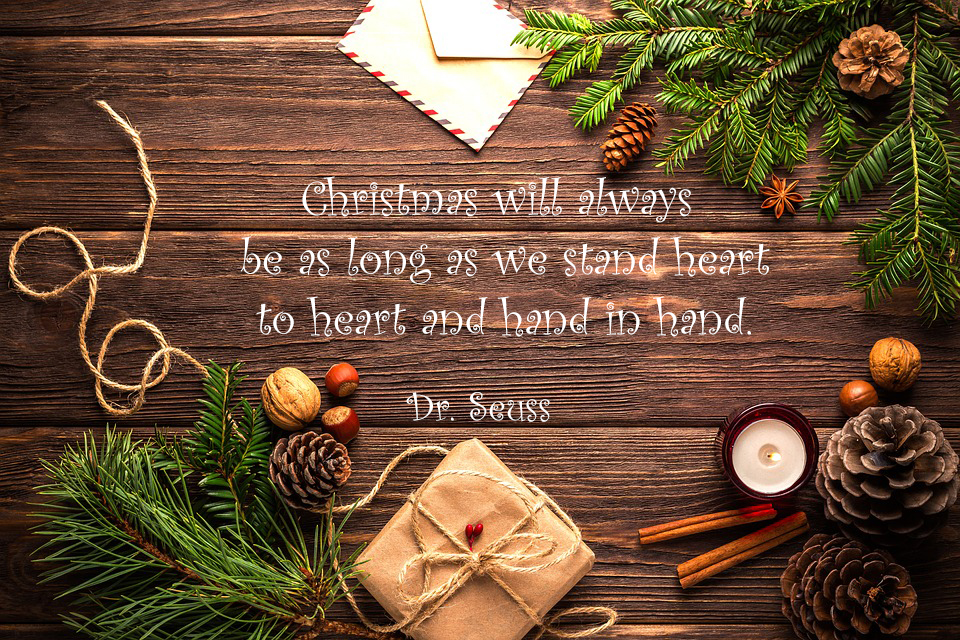 Christmas will always
be as long as we stand heart
to heart and hand in hand.
Dr. Seuss